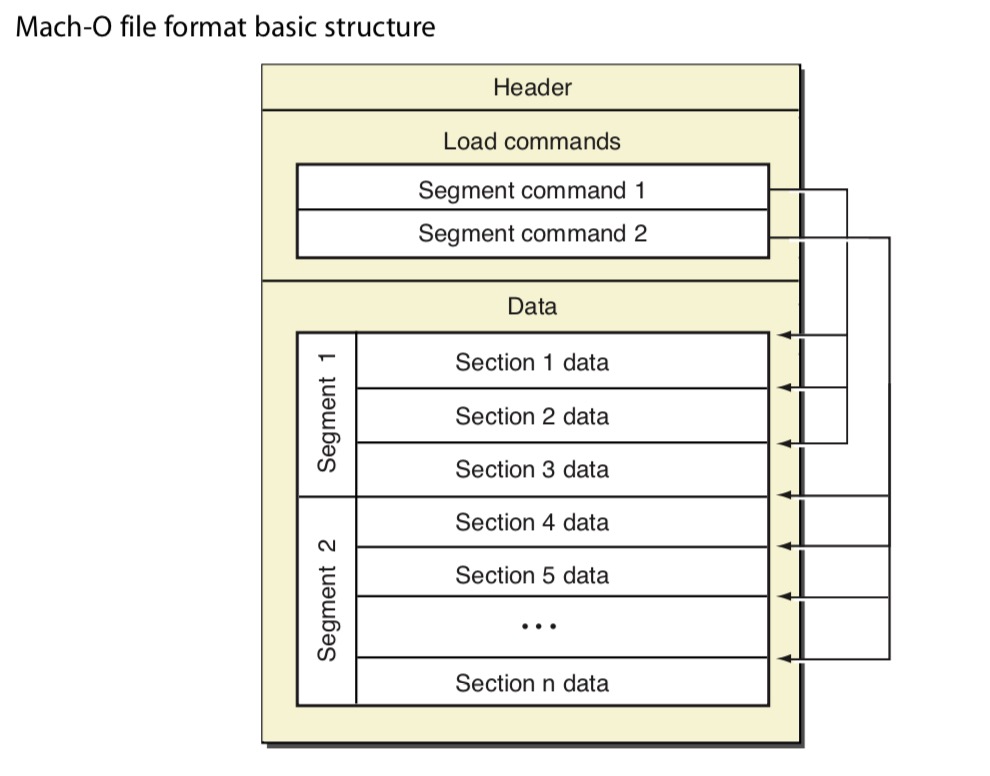 Mach-O file format basic structure
Header
Load commands
Segment command 1
Segment command 2
Data
Segment 1
Section 1 data
Section 2 data
Section 3 data
Segment 2
Section 4 data
Section 5 data
...
Section n data